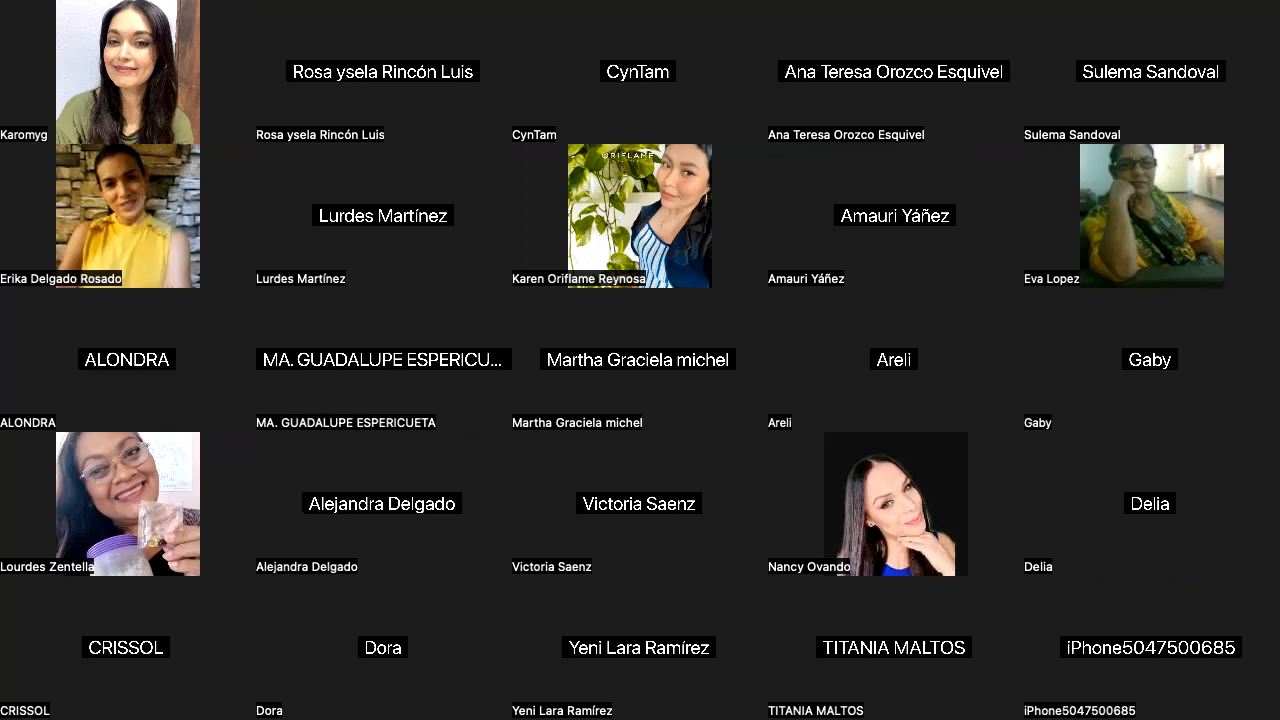 Rosa ysela Rincón Luis
CynTam
Ana Teresa Orozco Esquivel
Sulema Sandoval
Karomyg
Rosa ysela Rincón Luis
CynTam
Ana Teresa Orozco Esquivel
Sulema Sandoval
ORIFLAME
Lurdes Martínez
Amauri Yáñez
Erika Delgado Rosado
Lurdes Martínez
Karen Oriflame Reynosa
Amauri Yáñez
Eva Lopez
ALONDRA
MA. GUADALUPE ESPERICU...
Martha Graciela michel
Areli
Gaby
ALONDRA
MA. GUADALUPE ESPERICUETA
Martha Graciela michel
Areli
Gaby
Alejandra Delgado
Victoria Saenz
Delia
Lourdes Zentella
Alejandra Delgado
Victoria Saenz
Nancy Ovando
Delia
CRISSOL
Dora
Yeni Lara Ramírez
TITANIA MALTOS
iPhone5047500685
CRISSOL
Dora
Yeni Lara Ramírez
TITANIA MALTOS
iPhone5047500685